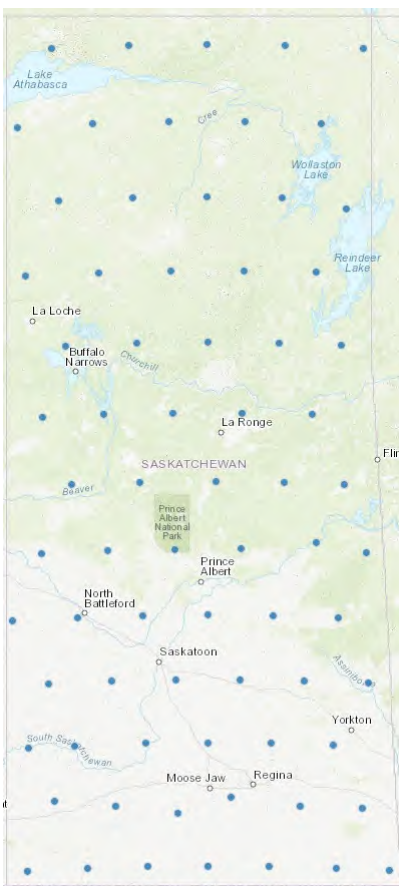 Lake
Athabasca
Cree
Wollaston
Lake
Reindeer
Lake
La Loche
Buffalo
Narrows
Churchill
La Ronge
Flin
SASKATCHEWAN
Beaver
Prince
Albert
National
Park
Prince
Albert
North
Battleford
Saskatoon
Assinibo
Yorkton
South Saskatchewan
Moose Jaw
Regina